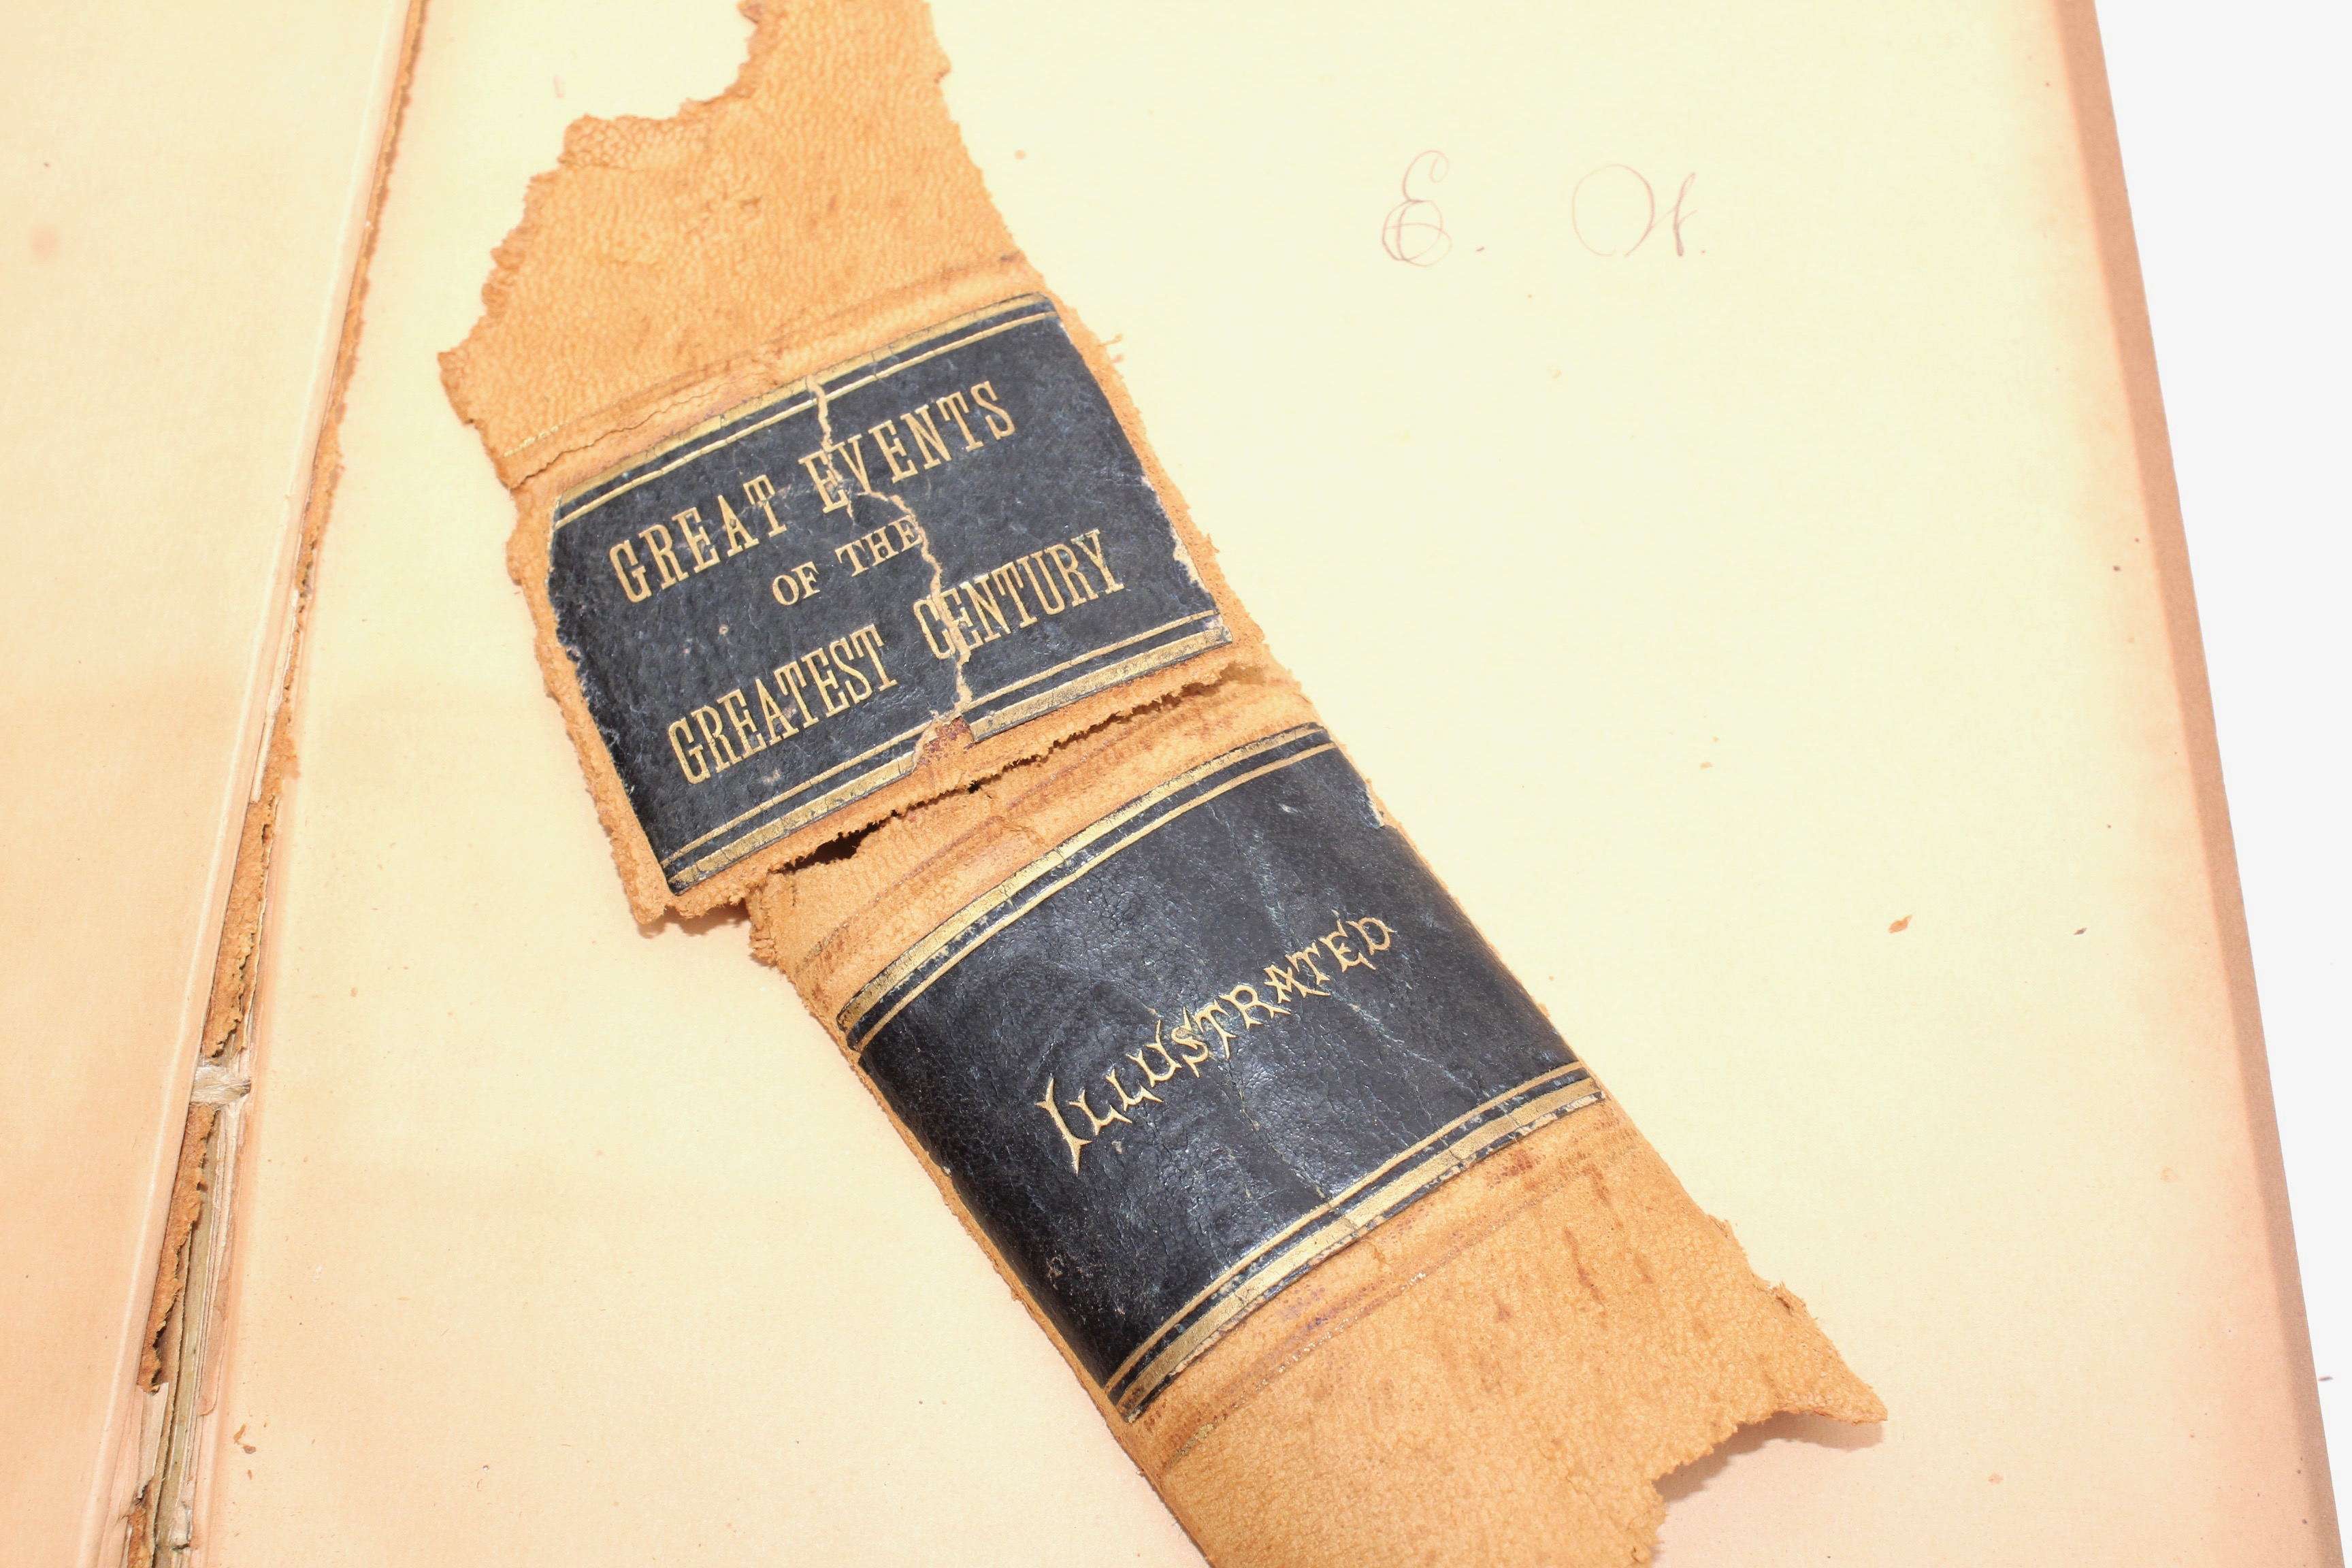 E. W.
GREAT EVENTS
OF THE
GREATEST CENTURY
ILLUSTRATED